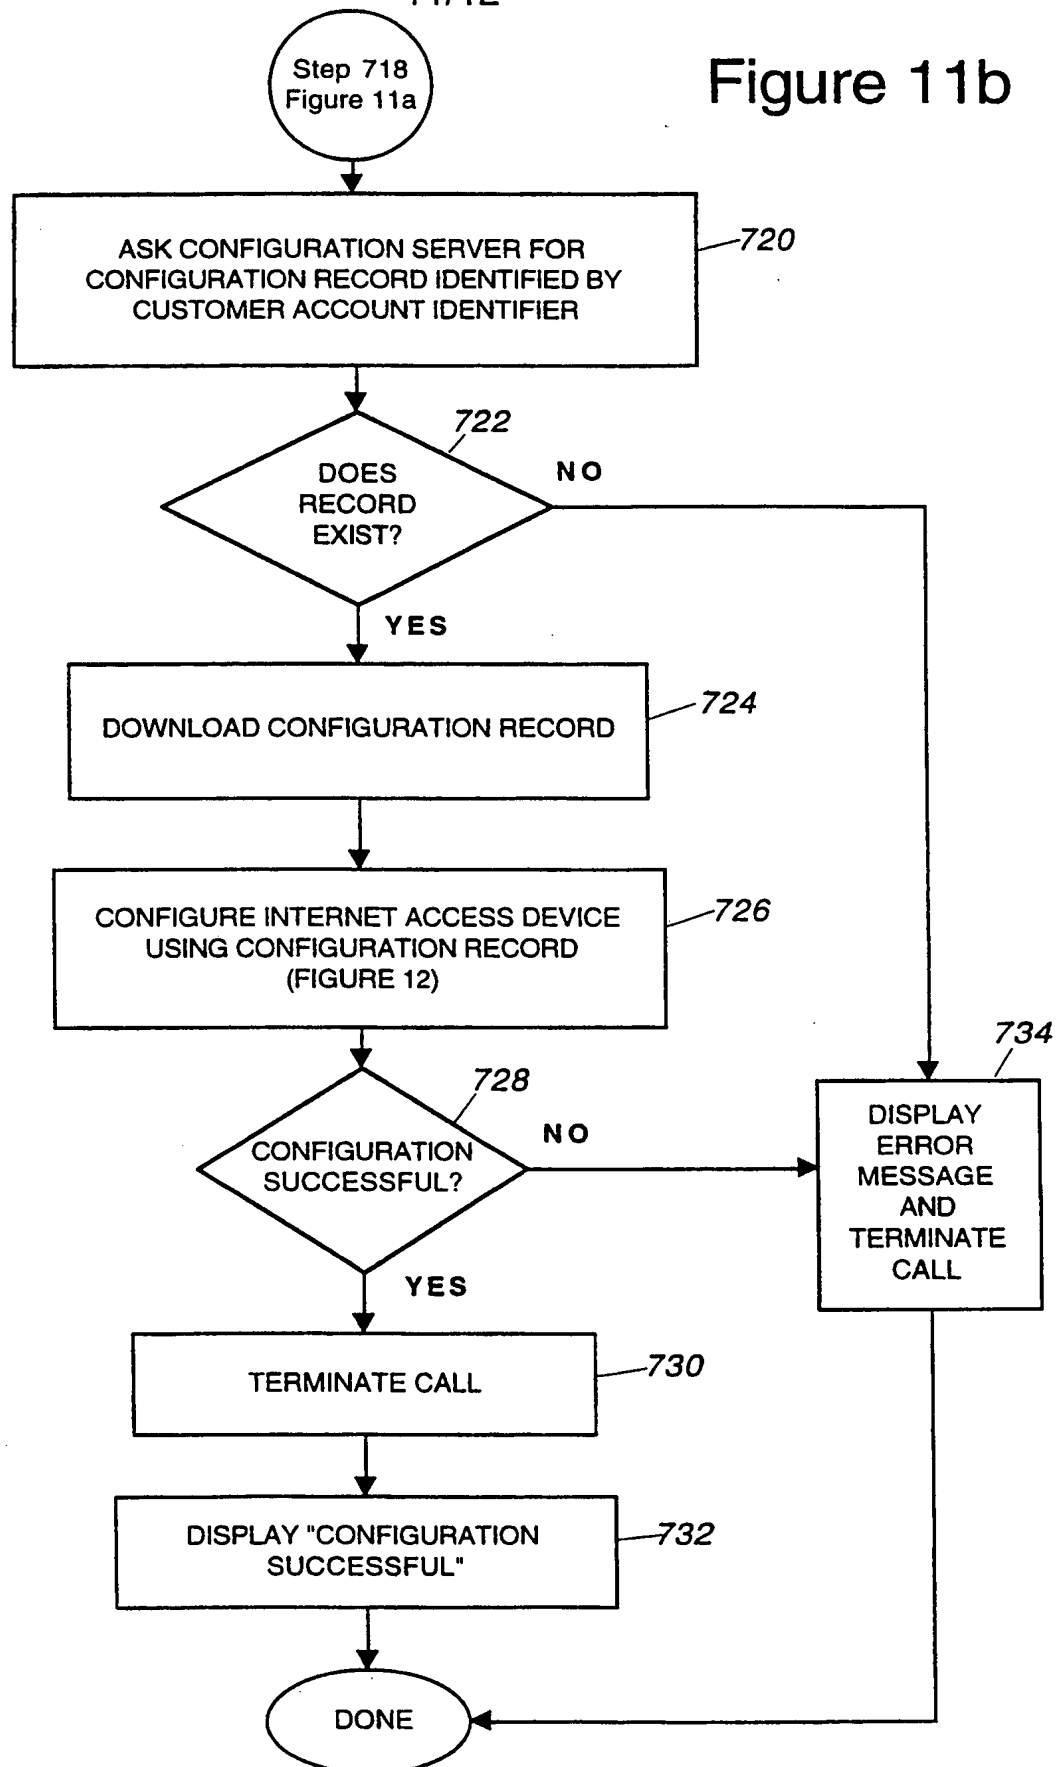 Step 718
Figure 11a
Figure 11b
ASK CONFIGURATION SERVER FOR
CONFIGURATION RECORD IDENTIFIED BY
CUSTOMER ACCOUNT IDENTIFIER
720
722
DOES
RECORD
EXIST?
NO
YES
DOWNLOAD CONFIGURATION RECORD
724
CONFIGURE INTERNET ACCESS DEVICE
USING CONFIGURATION RECORD
(FIGURE 12)
726
728
CONFIGURATION
SUCCESSFUL?
NO
734
DISPLAY
ERROR
MESSAGE
AND
TERMINATE
CALL
YES
TERMINATE CALL
730
DISPLAY "CONFIGURATION
SUCCESSFUL"
732
DONE